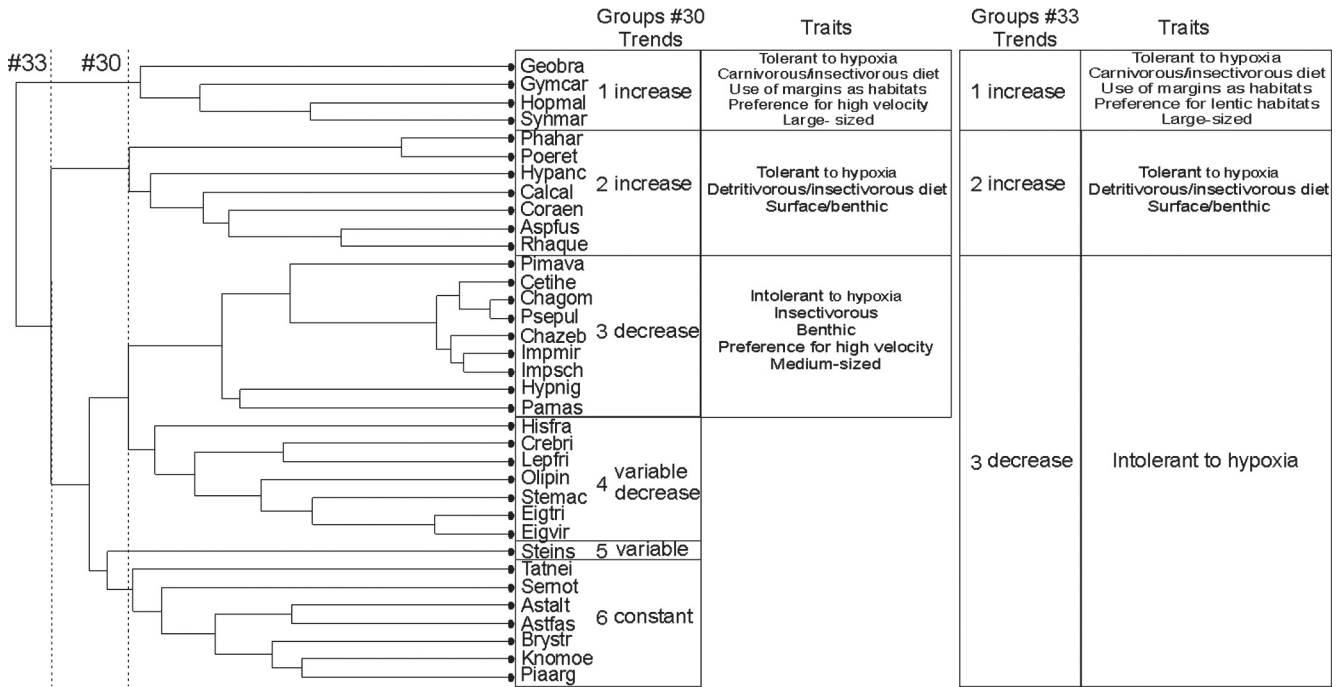 Groups #30
Trends
Traits
Groups #33
Trends
Traits
#33
#30
Geobra
Gymcar
Hopmal
Synmar
1 increase
Tolerant to hypoxia
Carnivorous/insectivorous diet
Use of margins as habitats
Preference for high velocity
Large- sized
1 increase
Tolerant to hypoxia
Carnivorous/insectivorous diet
Use of margins as habitats
Preference for lentic habitats
Large-sized
Phahar
Poeret
Hypanc
Calcal
Coraen
Aspfus
Rhaque
2 increase
Tolerant to hypoxia
Detritivorous/insectivorous diet
Surface/benthic
2 increase
Tolerant to hypoxia
Detritivorous/insectivorous diet
Surface/benthic
Pimava
Cetihe
Chagom
Psepul
Chazeb
Impmir
Impsch
Hypnig
Parnas
3 decrease
Intolerant to hypoxia
Insectivorous
Benthic
Preference for high velocity
Medium-sized
Hisfra
Crebri
Lepfri
Olipin
Stemac
Eigtri
Eigvir
4 variable
decrease
Steins
5 variable
Tatnei
Sernot
Astalt
Astfas
Brystr
Knomoe
Piaarg
6 constant
3 decrease
Intolerant to hypoxia